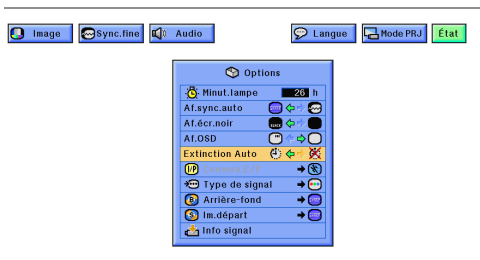 Image
Sync.fine
Audio
Langue
Mode PRJ
État
Options
Minut.lampe 26 h
Af.sync.auto
Af.écr.noir
Af.OSD
Extinction Auto
I/P
Type de signal
Arrière-fond
Im.départ
Info signal